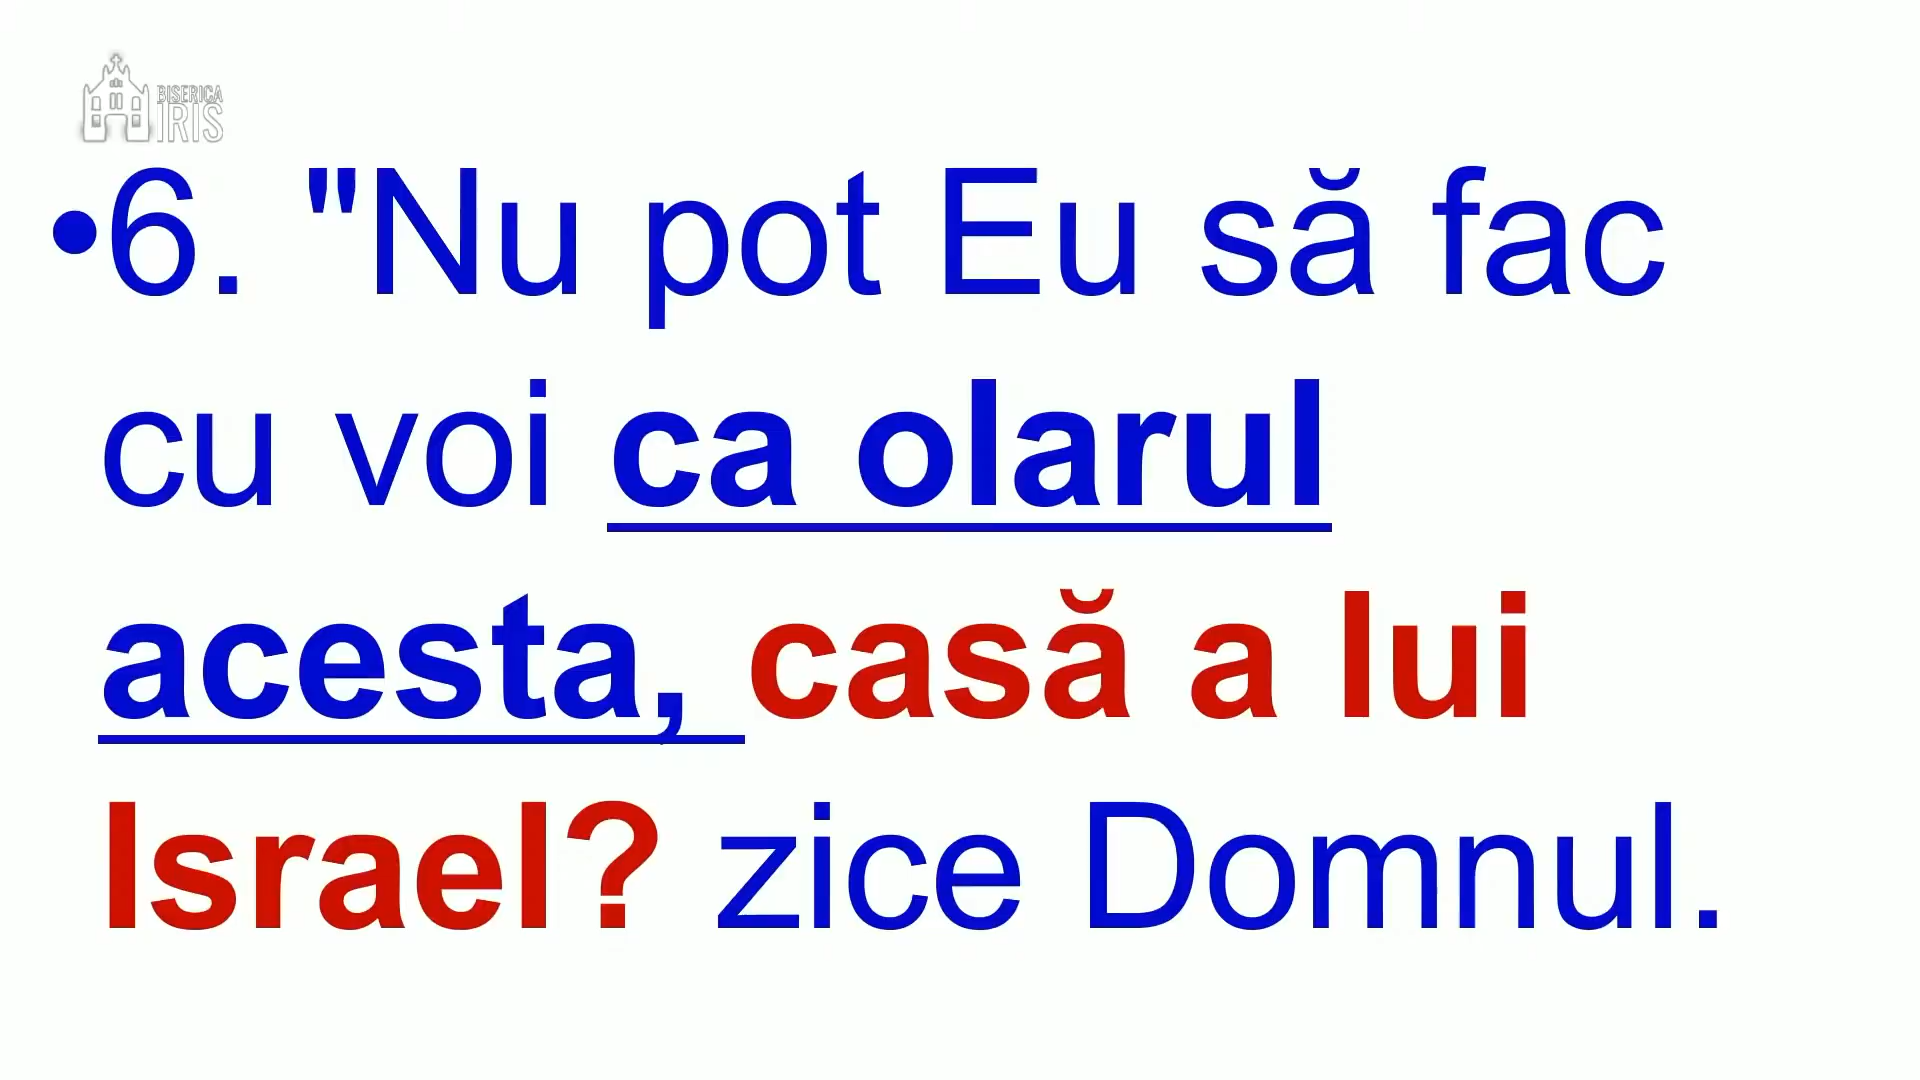 BISERICA
IRIS
•6. "Nu pot Eu să fac
cu voi ca olarul
acesta, casă a lui
Israel? zice Domnul.